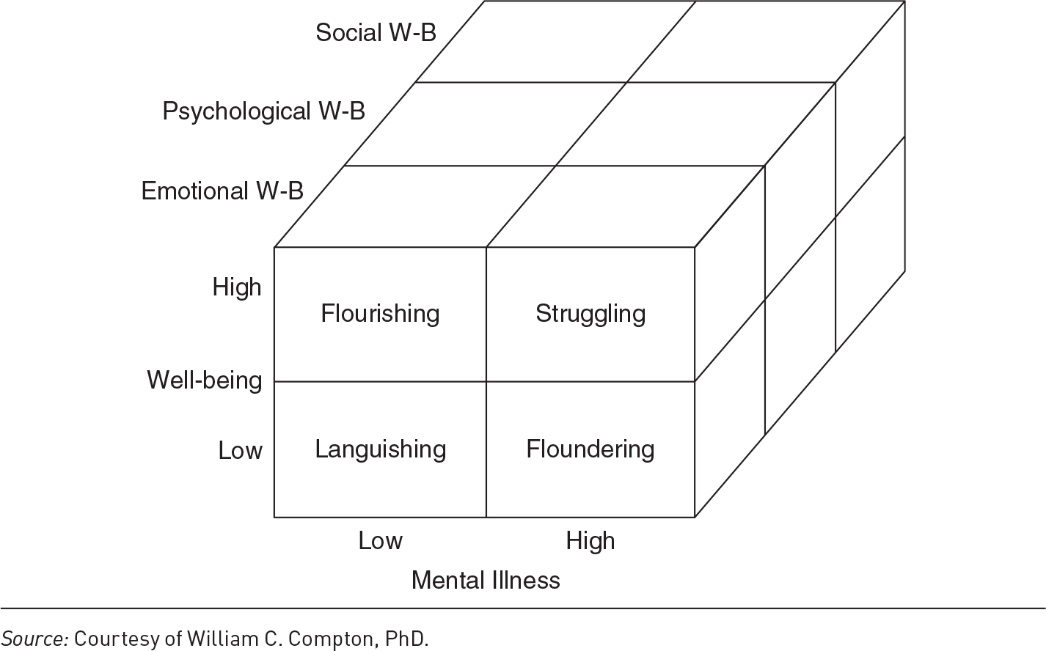 Social W-B
Psychological W-B
Emotional W-B
High
Flourishing Struggling
Well-being
Low
Languishing Floundering
Low High
Mental Illness
Source: Courtesy of William C. Compton, PhD.